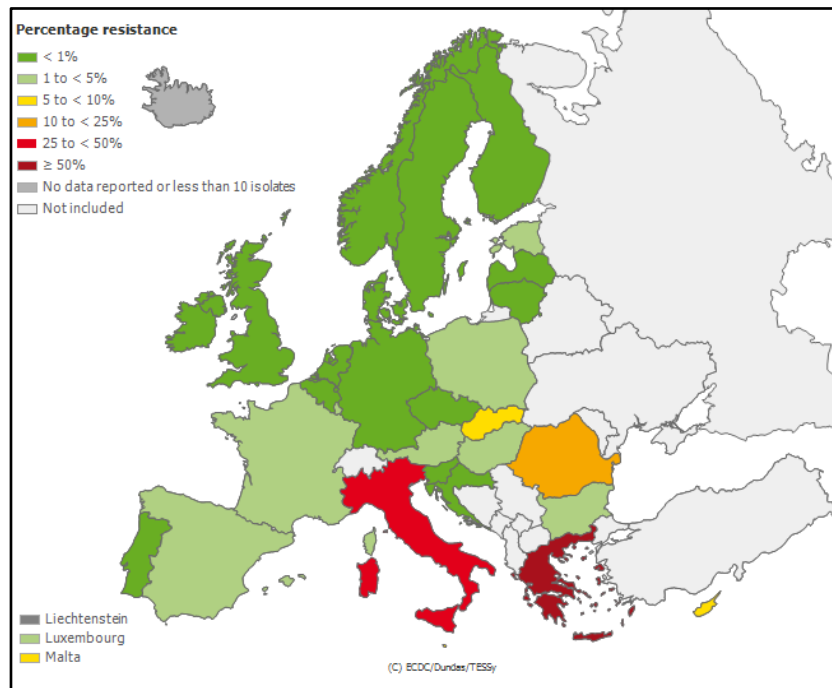 Percentage resistance
< 1%
1 to < 5%
5 to < 10%
10 to < 25%
25 to < 50%
≥ 50%
No data reported or less than 10 isolates
Not included
Liechtenstein
Luxembourg
Malta
(C) ECDC/Dundas/TESSy